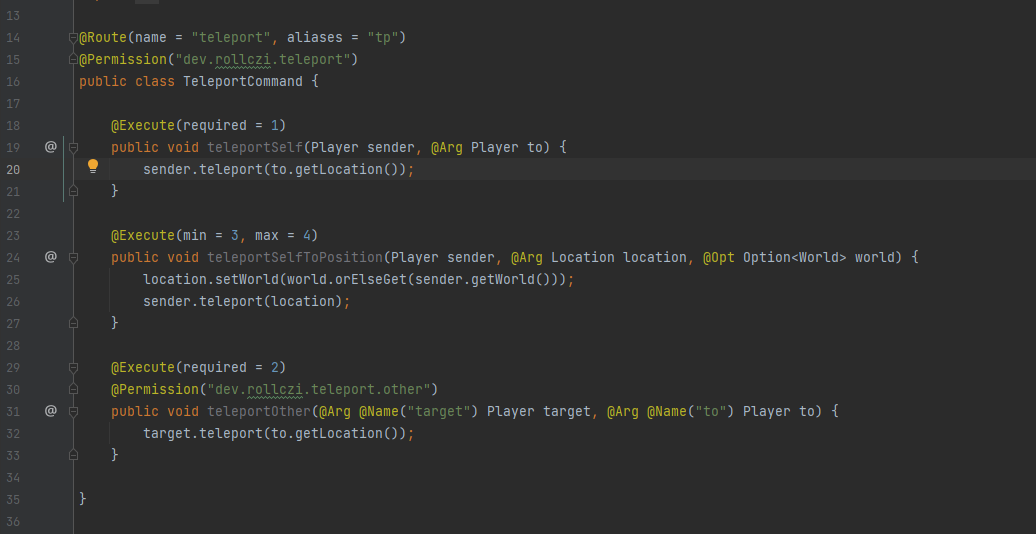 13
14 @Route(name = "teleport", aliases = "tp")
15 @Permission("dev.rollczi.teleport")
16 public class TeleportCommand {
17
18 @Execute(required = 1)
19 @ public void teleportSelf(Player sender, @Arg Player to) {
20 sender.teleport(to.getLocation());
21 }
22
23 @Execute(min = 3, max = 4)
24 @ public void teleportSelfToPosition(Player sender, @Arg Location location, @Opt Option<World> world) {
25 location.setWorld(world.orElseGet(sender.getWorld()));
26 sender.teleport(location);
27 }
28
29 @Execute(required = 2)
30 @Permission("dev.rollczi.teleport.other")
31 @ public void teleportOther(@Arg @Name("target") Player target, @Arg @Name("to") Player to) {
32 target.teleport(to.getLocation());
33 }
34
35 }
36